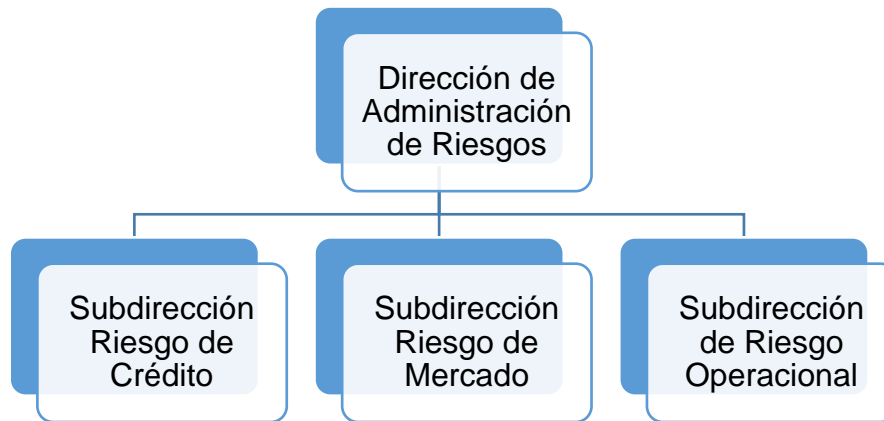 Dirección de
Administración
de Riesgos
Subdirección
Riesgo de
Crédito
Subdirección
Riesgo de
Mercado
Subdirección
de Riesgo
Operacional